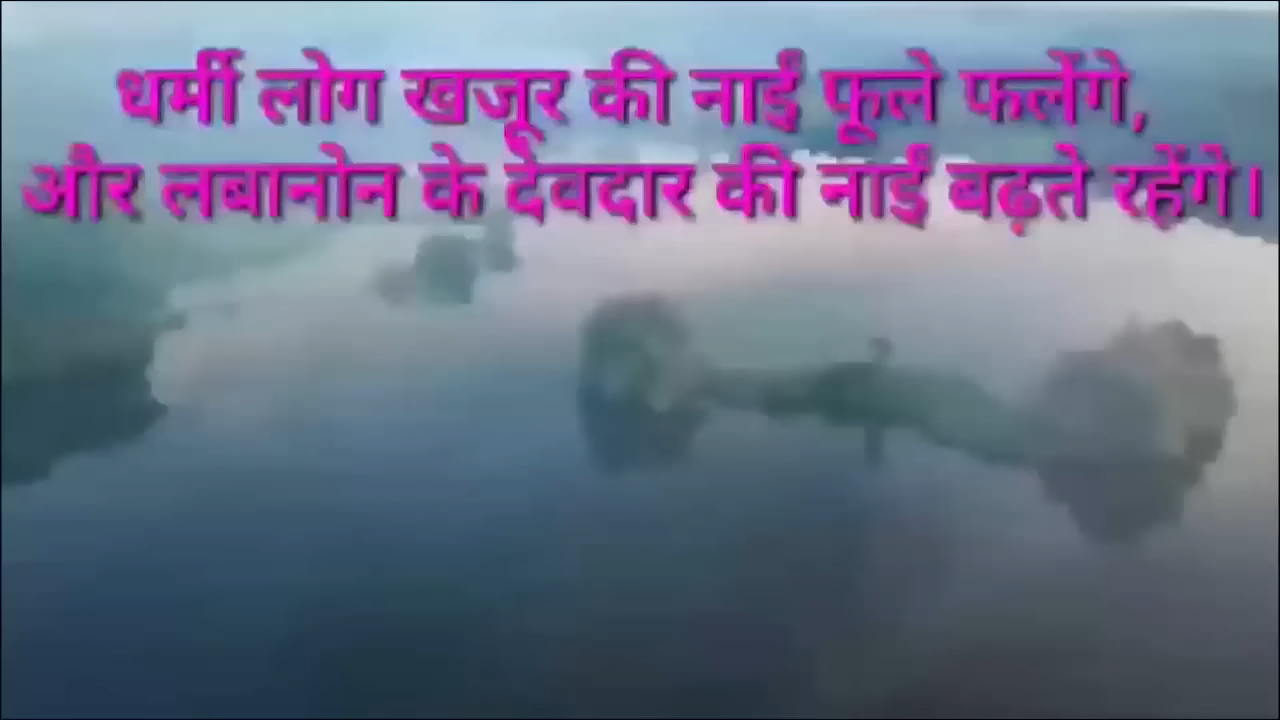 धर्मी लोग खजूर की नाईं फूले फलेंगे,
और लबानोन के देवदार की नाईं बढ़ते रहेंगे।